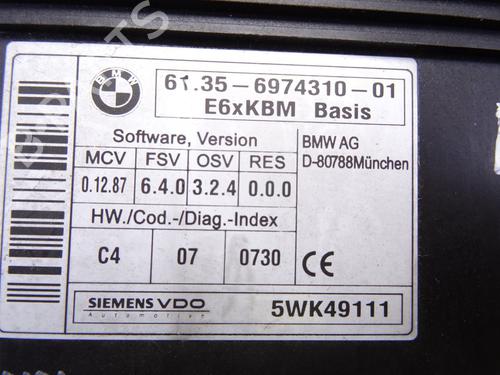 BMW
61.35-6974310-01
E6xKBM Basis
Software, Version
MCV FSV OSV RES
0.12.87 6.4.0 3.2.4 0.0.0
BMW AG
D-80788München
HW./Cod.-/Diag.-Index
C4 07 0730
CE
SIEMENS VDO
Automotive
5WK49111